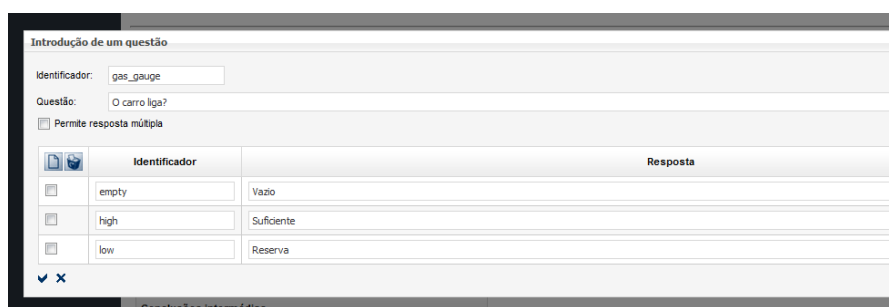 Introdução de um questão
Identificador: gas_gauge
Questão: O carro liga?
Permite resposta múltipla
Identificador Resposta
empty Vazio
high Suficiente
low Reserva